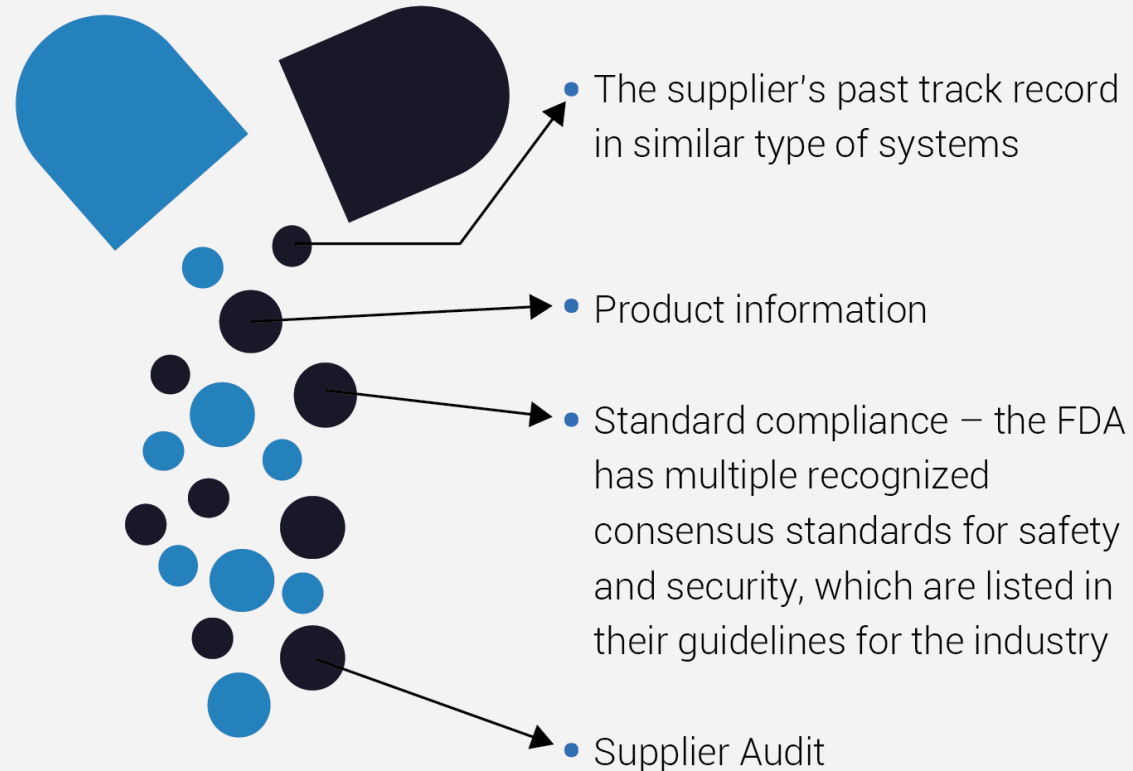 The supplier's past track record
in similar type of systems
Product information
Standard compliance – the FDA
has multiple recognized
consensus standards for safety
and security, which are listed in
their guidelines for the industry
Supplier Audit